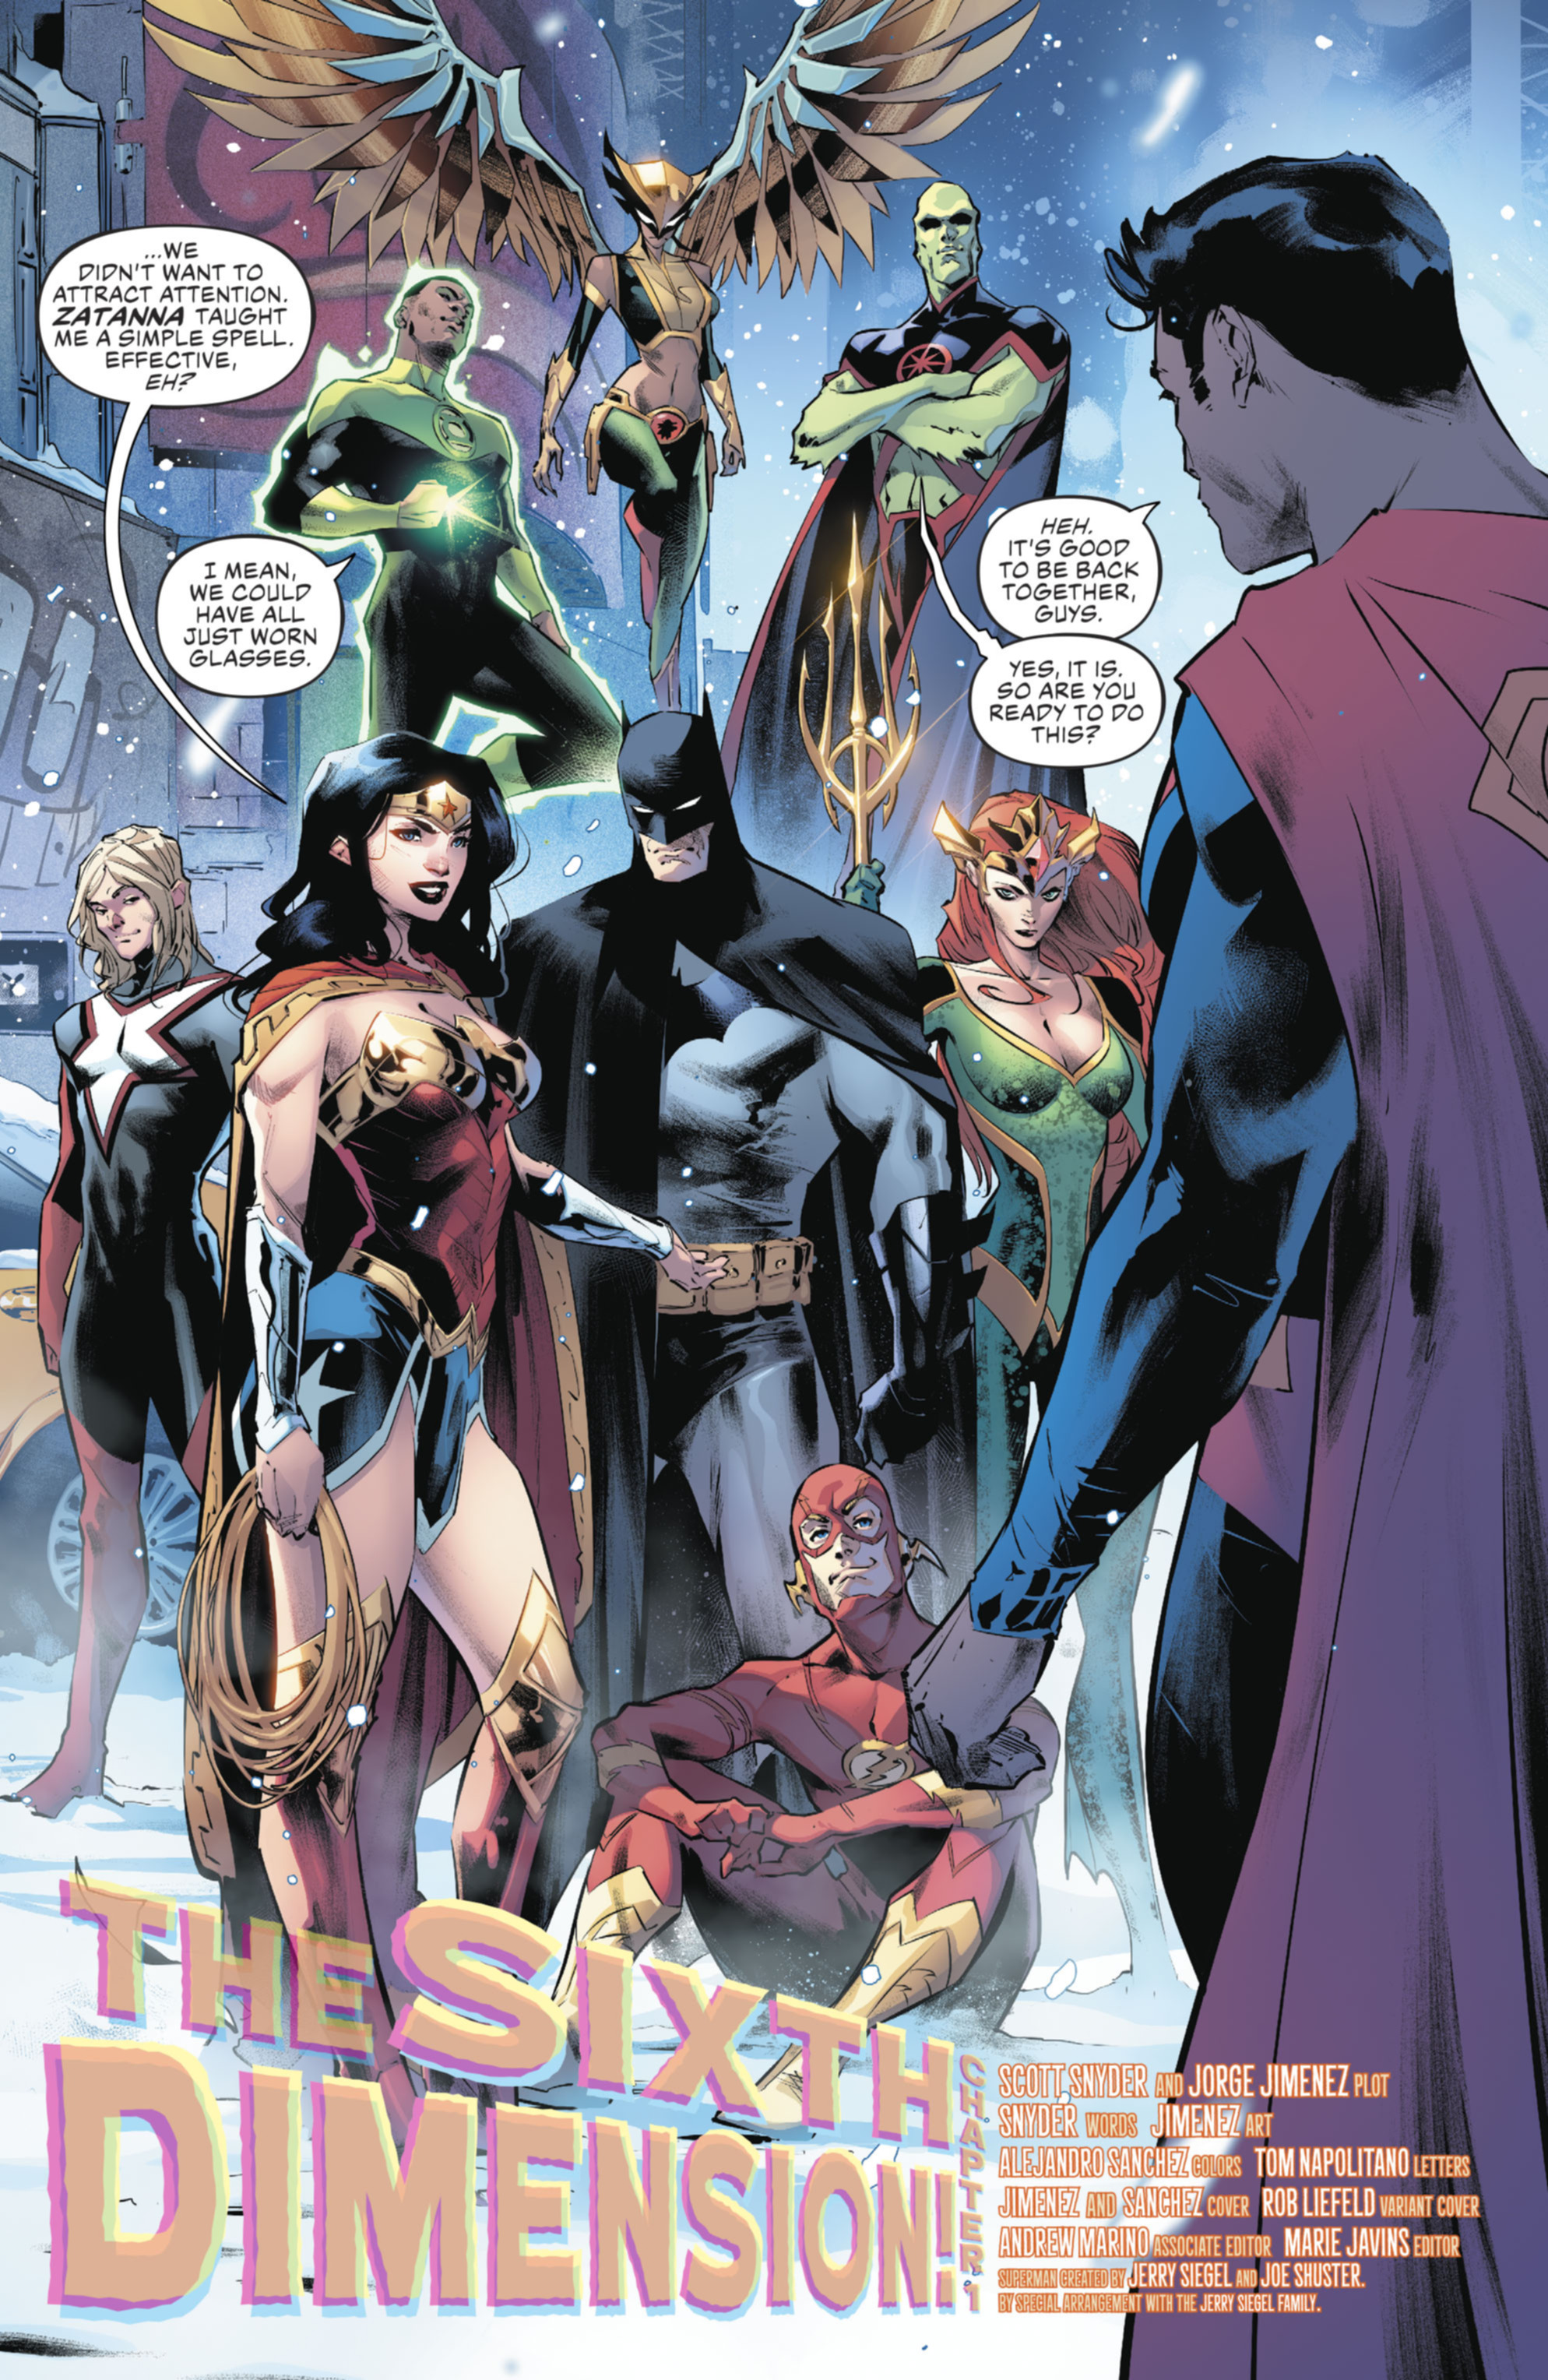 ...WE
DIDN'T WANT TO
ATTRACT ATTENTION.
ZATANNA TAUGHT
ME A SIMPLE SPELL.
EFFECTIVE,
EH?
I MEAN,
WE COULD
HAVE ALL
JUST WORN
GLASSES.
HEH.
IT'S GOOD
TO BE BACK
TOGETHER,
GUYS.
YES, IT IS.
SO ARE YOU
READY TO DO
THIS?
THE SIXTH
DIMENSION!
CHAPTER 1
SCOTT SNYDER AND JORGE JIMENEZ PLOT
SNYDER WORDS JIMENEZ ART
ALEJANDRO SANCHEZ COLORS TOM NAPOLITANO LETTERS
JIMENEZ AND SANCHEZ COVER ROB LIEFELD VARIANT COVER
ANDREW MARINO ASSOCIATE EDITOR MARIE JAVINS EDITOR
SUPERMAN CREATED BY JERRY SIEGEL AND JOE SHUSTER.
BY SPECIAL ARRANGEMENT WITH THE JERRY SIEGEL FAMILY.